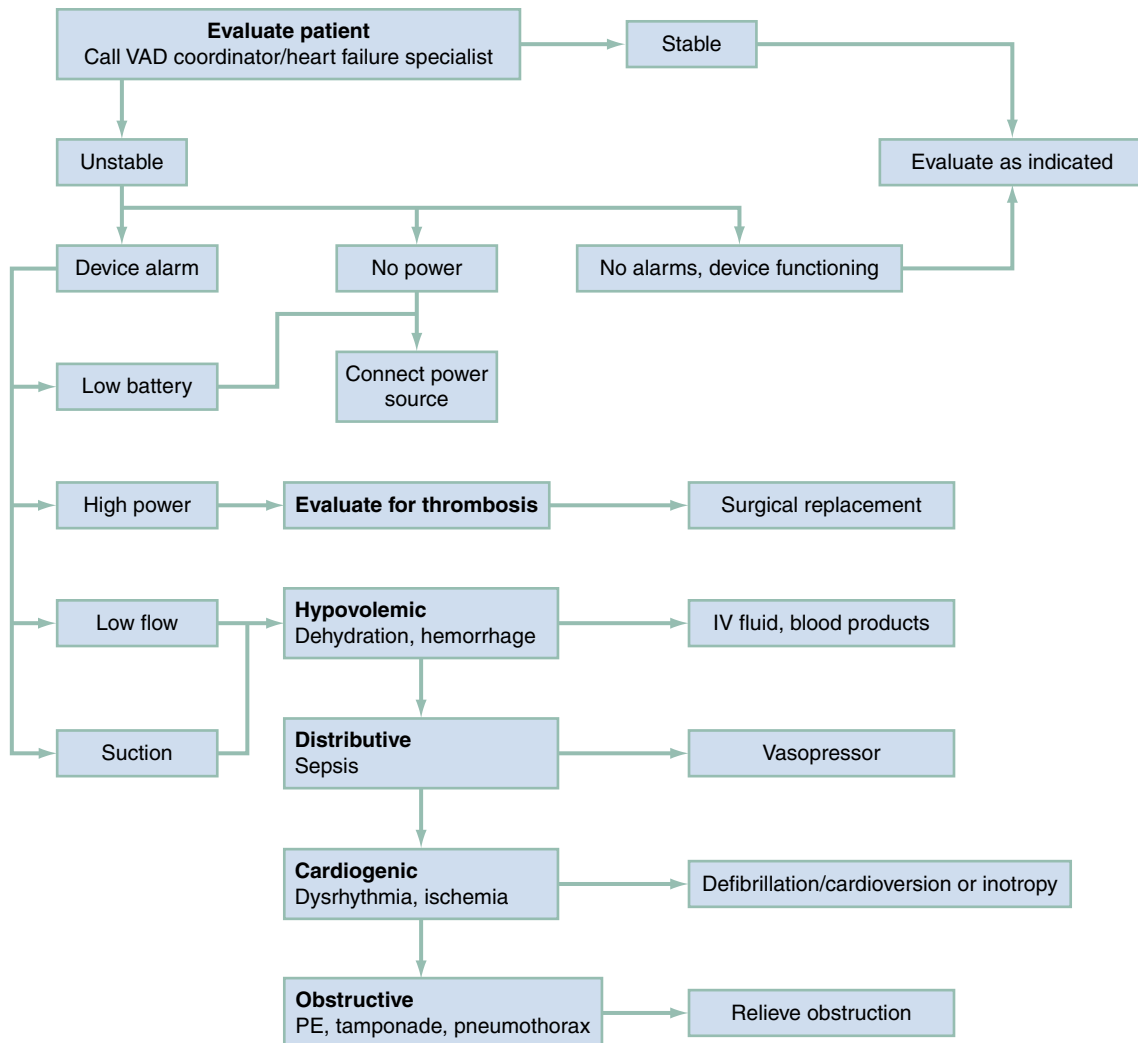 Evaluate patient
Call VAD coordinator/heart failure specialist
Stable
Unstable
Evaluate as indicated
Device alarm
No power
No alarms, device functioning
Low battery
Connect power
source
High power
Evaluate for thrombosis
Surgical replacement
Low flow
Hypovolemic
Dehydration, hemorrhage
IV fluid, blood products
Suction
Distributive
Sepsis
Vasopressor
Cardiogenic
Dysrhythmia, ischemia
Defibrillation/cardioversion or inotropy
Obstructive
PE, tamponade, pneumothorax
Relieve obstruction